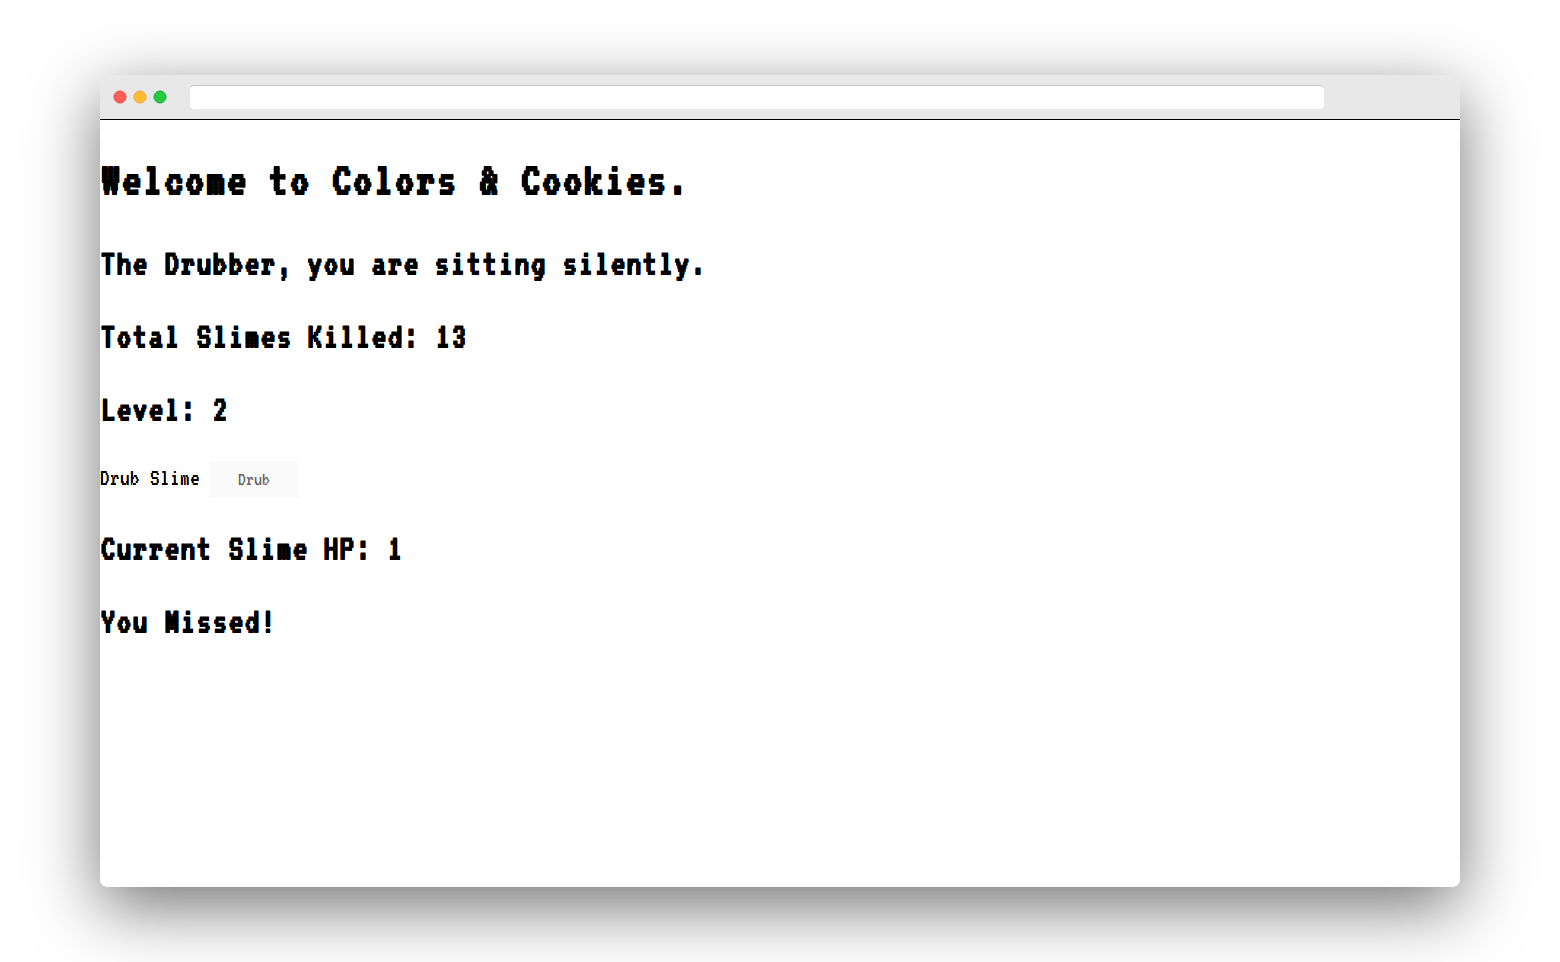 Welcome to Colors & Cookies.
The Drubber, you are sitting silently.
Total Slimes Killed: 13
Level: 2
Drub Slime Drub
Current Slime HP: 1
You Missed!